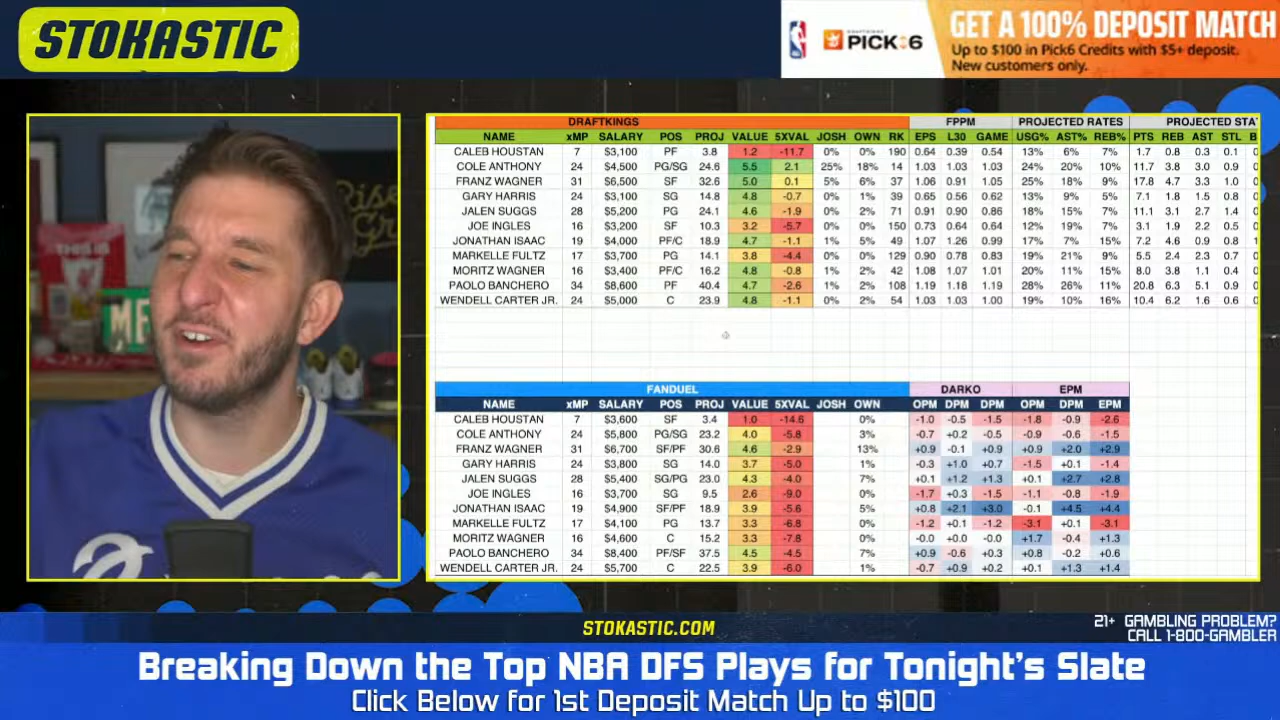 STOKASTIC
NBA DRAFTKINGS PICK 6
GET A 100% DEPOSIT MATCH
Up to $100 in Pick6 Credits with $5+ deposit.
New customers only.
THIS IS
MF
Rise
Gr
DRAFTKINGS FPPM PROJECTED RATES PROJECTED STA
NAME xMP SALARY POS PROJ VALUE 5XVAL JOSH OWN RK EPS L30 GAME USG% AST% REB% PTS REB AST STL B
CALEB HOUSTAN 7 $3,100 PF 3.8 1.2 -11.7 0% 0% 190 0.64 0.39 0.54 13% 6% 7% 1.7 0.8 0.3 0.1 0
COLE ANTHONY 24 $4,500 PG/SG 24.6 5.5 2.1 25% 18% 14 1.03 1.03 1.03 24% 20% 10% 11.7 3.8 3.0 0.9 0
FRANZ WAGNER 31 $6,500 SF 32.6 5.0 0.1 5% 6% 37 1.06 0.91 1.05 25% 18% 9% 17.8 4.7 3.3 1.0 0
GARY HARRIS 24 $3,100 SG 14.8 4.8 -0.7 0% 1% 39 0.65 0.56 0.62 13% 9% 5% 7.1 1.8 1.5 0.8 0
JALEN SUGGS 28 $5,200 PG 24.1 4.6 -1.9 0% 2% 71 0.91 0.90 0.86 18% 15% 7% 11.1 3.1 2.7 1.4 0
JOE INGLES 16 $3,200 SF 10.3 3.2 -5.7 0% 0% 150 0.73 0.64 0.64 12% 19% 7% 3.1 1.9 2.2 0.5 0
JONATHAN ISAAC 19 $4,000 PF/C 18.9 4.7 -1.1 1% 5% 49 1.07 1.26 0.99 17% 7% 15% 7.2 4.6 0.9 0.8 1
MARKELLE FULTZ 17 $3,700 PG 14.1 3.8 -4.4 0% 0% 129 0.90 0.78 0.83 19% 21% 9% 5.5 2.4 2.3 0.7 0
MORITZ WAGNER 16 $3,400 PF/C 16.2 4.8 -0.8 1% 2% 42 1.08 1.07 1.01 20% 11% 15% 8.0 3.8 1.1 0.4 0
PAOLO BANCHERO 34 $8,600 PF 40.4 4.7 -2.6 1% 2% 108 1.19 1.18 1.19 28% 26% 11% 20.8 6.3 5.1 0.9 0
WENDELL CARTER JR. 24 $5,000 C 23.9 4.8 -1.1 0% 2% 54 1.03 1.03 1.00 19% 10% 16% 10.4 6.2 1.6 0.6 0
FANDUEL DARKO EPM
NAME xMP SALARY POS PROJ VALUE 5XVAL JOSH OWN OPM DPM DPM OPM DPM EPM
CALEB HOUSTAN 7 $3,600 SF 3.4 1.0 -14.6 0% -1.0 -0.5 -1.5 -1.8 -0.9 -2.6
COLE ANTHONY 24 $5,800 PG/SG 23.2 4.0 -5.8 3% -0.7 +0.2 -0.5 -0.9 -0.6 -1.5
FRANZ WAGNER 31 $6,700 SF/PF 30.6 4.6 -2.9 13% +0.9 -0.1 +0.9 +0.9 +2.0 +2.9
GARY HARRIS 24 $3,800 SG 14.0 3.7 -5.0 1% -0.3 +1.0 +0.7 -1.5 +0.1 -1.4
JALEN SUGGS 28 $5,400 SG/PG 23.0 4.3 -4.0 7% +0.1 +1.2 +1.3 +0.1 +2.7 +2.8
JOE INGLES 16 $3,700 SG 9.5 2.6 -9.0 0% -1.7 +0.3 -1.5 -1.1 -0.8 -1.9
JONATHAN ISAAC 19 $4,900 SF/PF 18.9 3.9 -5.6 5% +0.8 +2.1 +3.0 -0.1 +4.5 +4.4
MARKELLE FULTZ 17 $4,100 PG 13.7 3.3 -6.8 0% -1.2 +0.1 -1.2 -3.1 +0.1 -3.1
MORITZ WAGNER 16 $4,600 C 15.2 3.3 -7.8 0% -0.0 +0.0 -0.0 +1.7 -0.4 +1.3
PAOLO BANCHERO 34 $8,400 PF/SF 37.5 4.5 -4.5 7% +0.9 -0.6 +0.3 +0.8 -0.2 +0.6
WENDELL CARTER JR. 24 $5,700 C 22.5 3.9 -6.0 1% -0.7 +0.9 +0.2 +0.1 +1.3 +1.4
STOKASTIC.COM
21+ GAMBLING PROBLEM?
CALL 1-800-GAMBLER
Breaking Down the Top NBA DFS Plays for Tonight's Slate
Click Below for 1st Deposit Match Up to $100